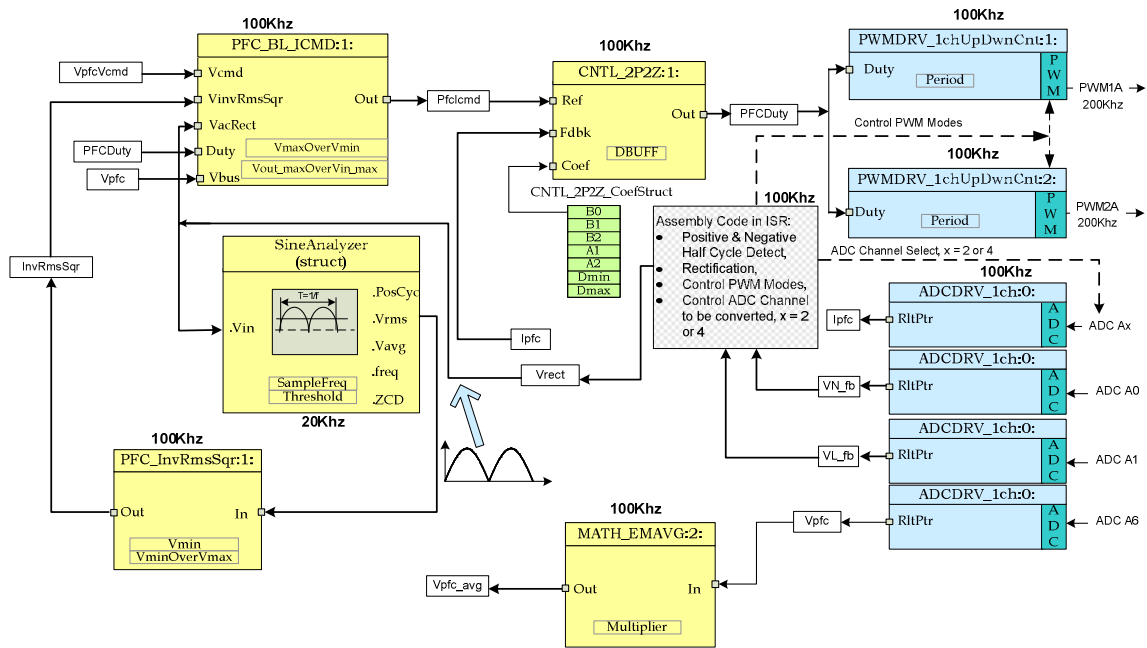 100Khz
PFC_BL_ICMD:1:
VpfcVcmd
Vcmd
VinvRmsSqr
Out
VacRect
PFCDuty
Duty
VmaxOverVmin
Vpfc
Vbus
Vout_maxOverVin_max
PfcIcmd
100Khz
CNTL_2P2Z:1:
Ref
Out
Fdbk
DBUFF
Coef
CNTL_2P2Z_CoefStruct
B0
B1
B2
A1
A2
Dmin
Dmax
PFCDuty
100Khz
PWMDRV_1chUpDwnCnt:1:
Duty
Period
P
W
M
PWM1A
200Khz
Control PWM Modes
100Khz
PWMDRV_1chUpDwnCnt:2:
Duty
Period
P
W
M
PWM2A
200Khz
100Khz
Assembly Code in ISR:
• Positive & Negative
Half Cycle Detect,
• Rectification,
• Control PWM Modes,
• Control ADC Channel
to be converted, x = 2
or 4
ADC Channel Select, x = 2 or 4
100Khz
ADCDRV_1ch:0:
Ipfc
RltPtr
A
D
C
ADC Ax
ADCDRV_1ch:0:
VN_fb
RltPtr
A
D
C
ADC A0
ADCDRV_1ch:0:
VL_fb
RltPtr
A
D
C
ADC A1
ADCDRV_1ch:0:
Vpfc
RltPtr
A
D
C
ADC A6
InvRmsSqr
SineAnalyzer
(struct)
T=1/f
.PosCyc
.Vin
.Vrms
.Vavg
.freq
SampleFreq
Threshold
.ZCD
20Khz
Ipfc
Vrect
100Khz
PFC_InvRmsSqr:1:
Out
In
Vmin
VminOverVmax
100Khz
MATH_EMAVG:2:
Vpfc_avg
Out
In
Multiplier